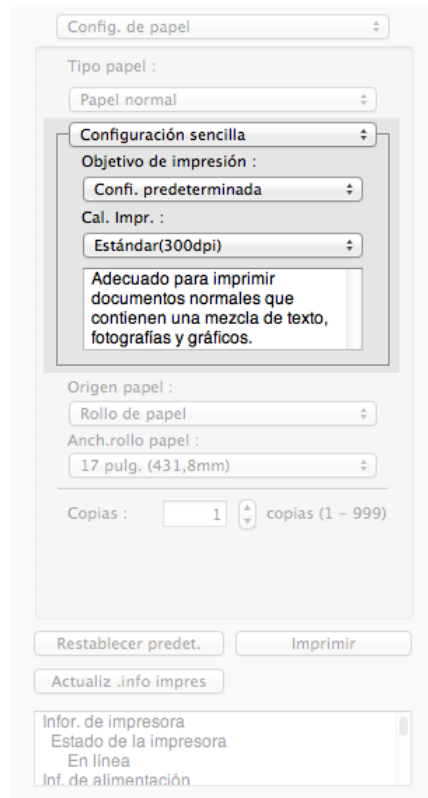 Config. de papel
Tipo papel :
Papel normal
Configuración sencilla
Objetivo de impresión :
Confi. predeterminada
Cal. Impr. :
Estándar(300dpi)
Adecuado para imprimir
documentos normales que
contienen una mezcla de texto,
fotografías y gráficos.
Origen papel :
Rollo de papel
Anch.rollo papel :
17 pulg. (431,8mm)
Copias : 1 copias (1 – 999)
Restablecer predet. Imprimir
Actualiz .info impres
Infor. de impresora
Estado de la impresora
En línea
Inf. de alimentación